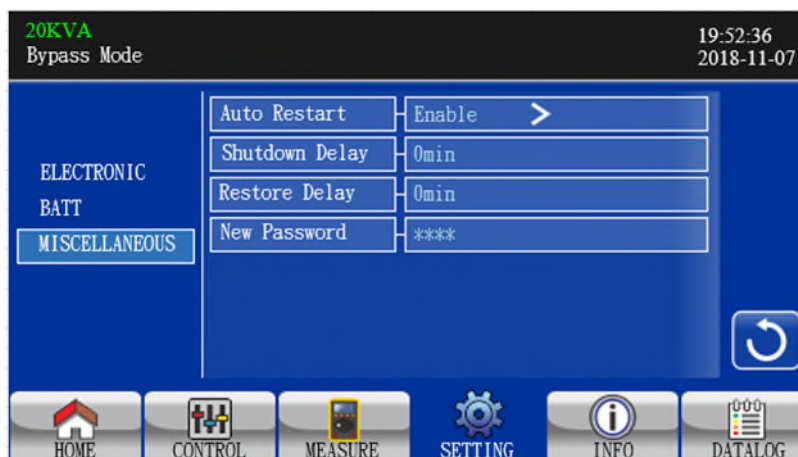 20KVA
Bypass Mode
19:52:36
2018-11-07
ELECTRONIC
BATT
MISCELLANEOUS
Auto Restart Enable >
Shutdown Delay 0min
Restore Delay 0min
New Password ****
HOME CONTROL MEASURE SETTING INFO DATALOG